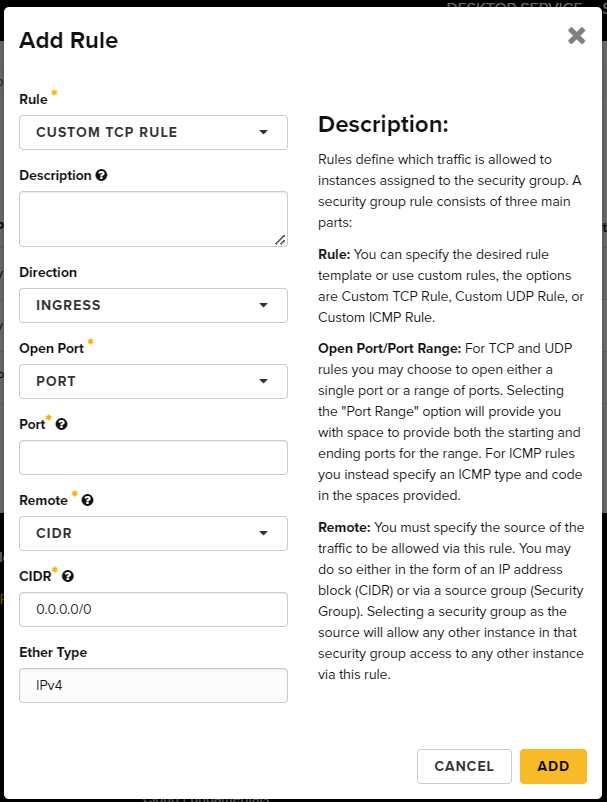 DESKTOP SERVICE
Add Rule
Rule *
CUSTOM TCP RULE
Description
Direction
INGRESS
Open Port *
PORT
Port*
Remote *
CIDR
CIDR*
0.0.0.0/0
Ether Type
IPv4
Description:
Rules define which traffic is allowed to
instances assigned to the security group. A
security group rule consists of three main
parts:
Rule: You can specify the desired rule
template or use custom rules, the options
are Custom TCP Rule, Custom UDP Rule, or
Custom ICMP Rule.
Open Port/Port Range: For TCP and UDP
rules you may choose to open either a
single port or a range of ports. Selecting
the "Port Range" option will provide you
with space to provide both the starting and
ending ports for the range. For ICMP rules
you instead specify an ICMP type and code
in the spaces provided.
Remote: You must specify the source of the
traffic to be allowed via this rule. You may
do so either in the form of an IP address
block (CIDR) or via a source group (Security
Group). Selecting a security group as the
source will allow any other instance in that
security group access to any other instance
via this rule.
CANCEL
ADD
Cloud Fundamentals